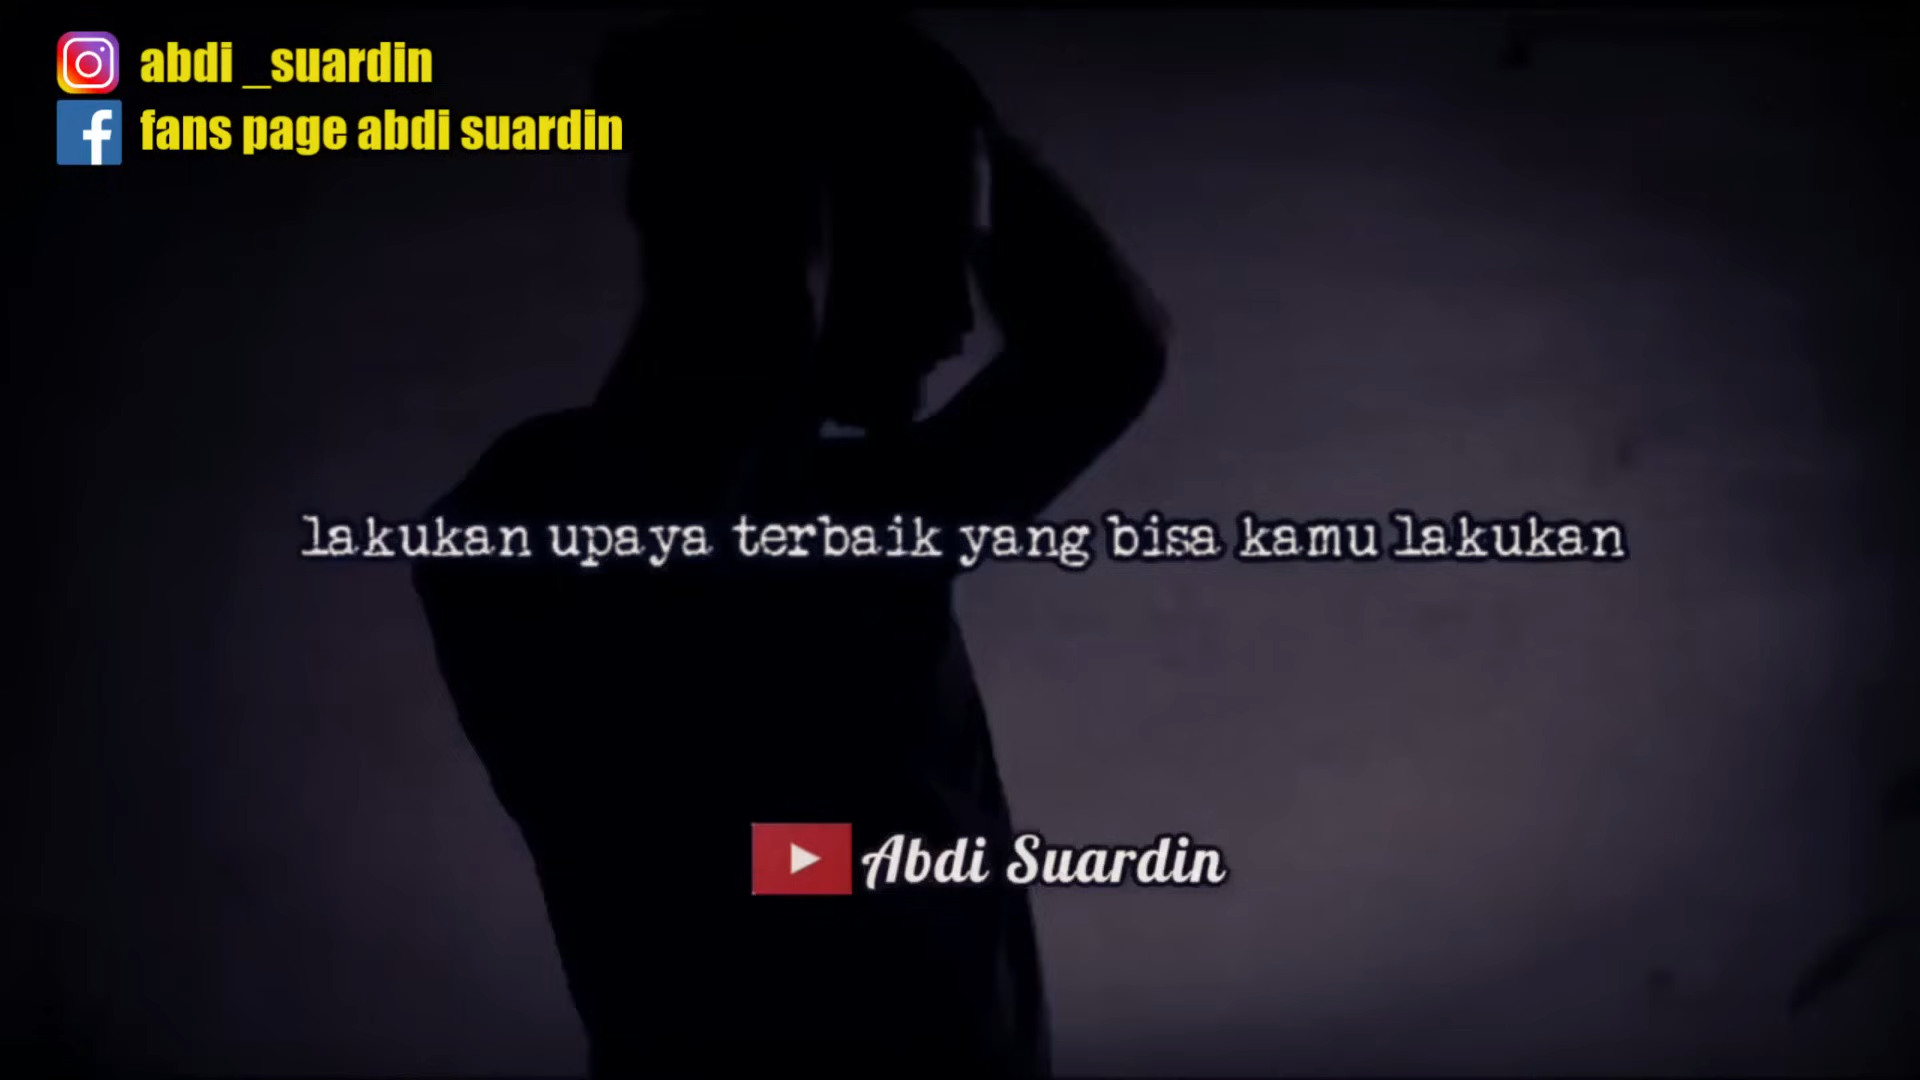 abdi _suardin
fans page abdi suardin
lakukan upaya terbaik yang bisa kamu lakukan
Abdi Suardin